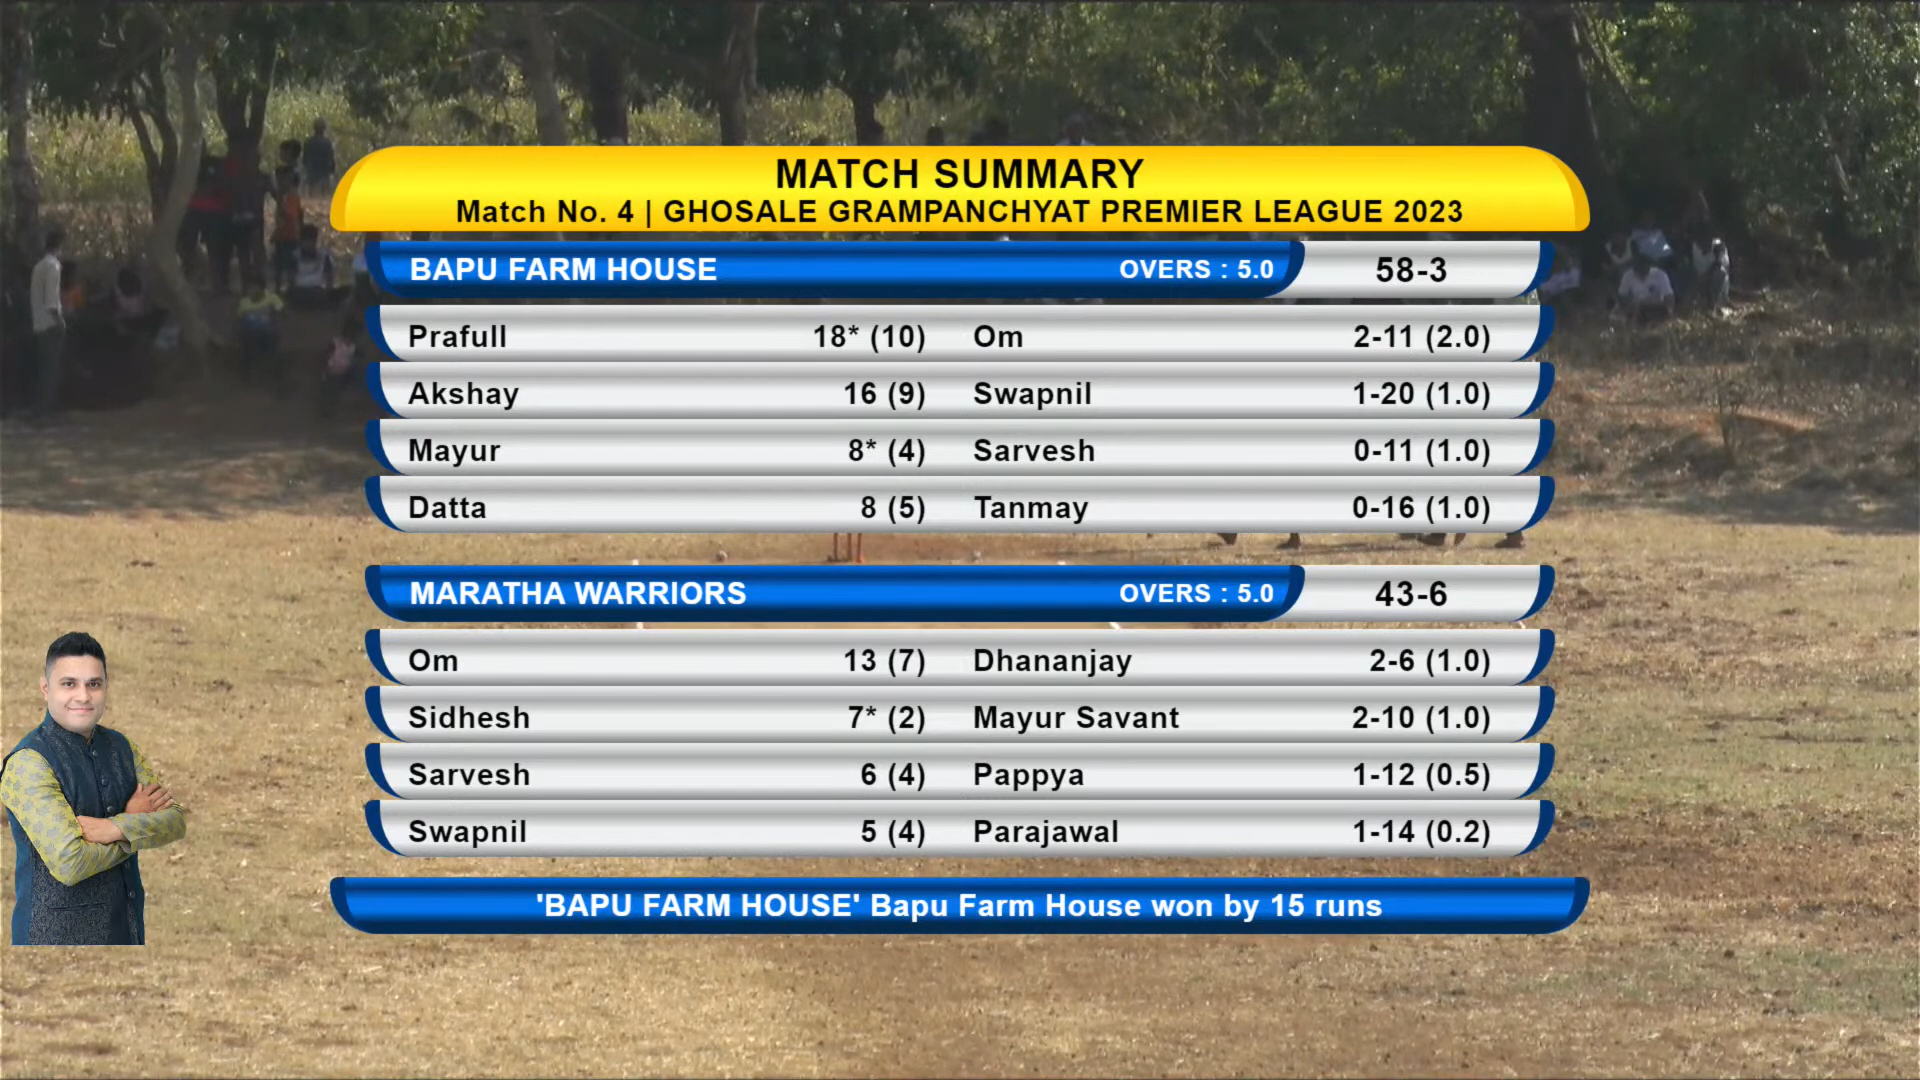 MATCH SUMMARY
Match No. 4 | GHOSALE GRAMPANCHYAT PREMIER LEAGUE 2023
BAPU FARM HOUSE OVERS : 5.0 58-3
Prafull 18* (10) Om 2-11 (2.0)
Akshay 16 (9) Swapnil 1-20 (1.0)
Mayur 8* (4) Sarvesh 0-11 (1.0)
Datta 8 (5) Tanmay 0-16 (1.0)
MARATHA WARRIORS OVERS : 5.0 43-6
Om 13 (7) Dhananjay 2-6 (1.0)
Sidhesh 7* (2) Mayur Savant 2-10 (1.0)
Sarvesh 6 (4) Pappya 1-12 (0.5)
Swapnil 5 (4) Parajawal 1-14 (0.2)
'BAPU FARM HOUSE' Bapu Farm House won by 15 runs